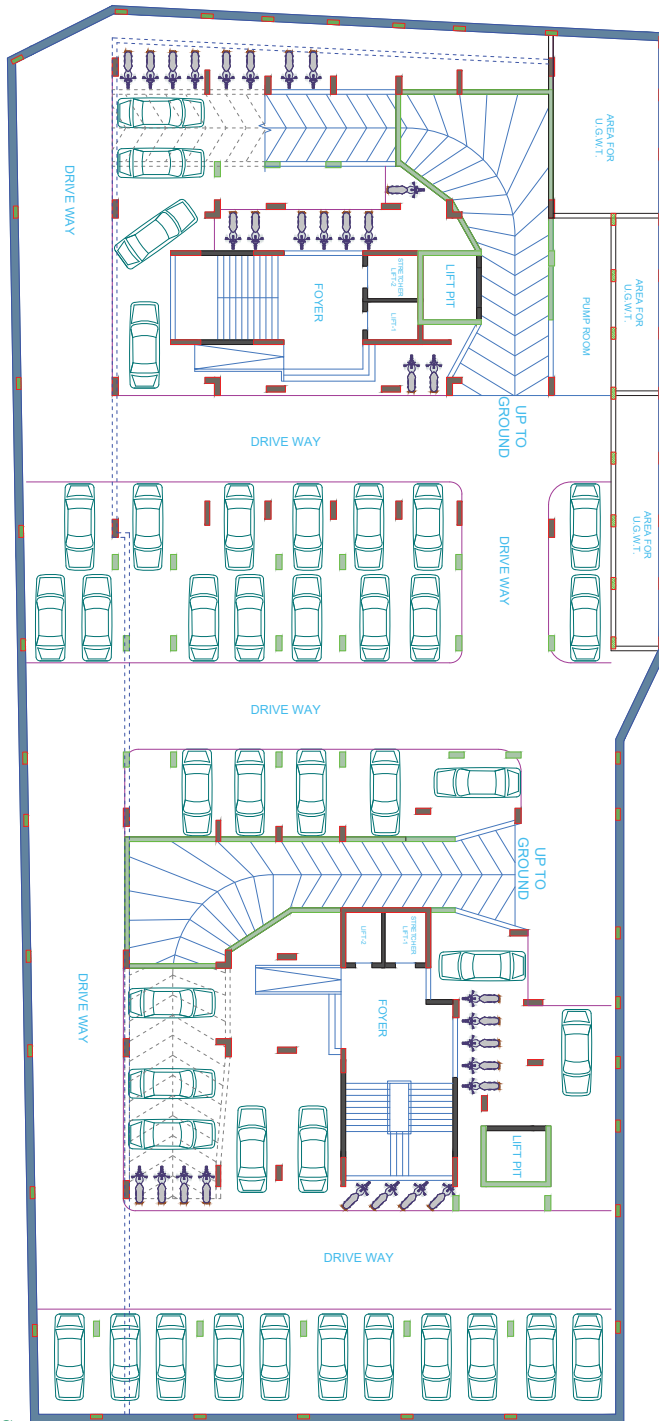 AREA FOR
U.G.W.T.
DRIVE WAY
STRETCHER
LIFT-2
LIFT PIT
FOYER
LIFT-1
PUMP ROOM
AREA FOR
U.G.W.T.
UP TO
GROUND
DRIVE WAY
AREA FOR
U.G.W.T.
DRIVE WAY
DRIVE WAY
UP TO
GROUND
LIFT-2
STRETCHER
LIFT-1
DRIVE WAY
FOYER
LIFT PIT
DRIVE WAY